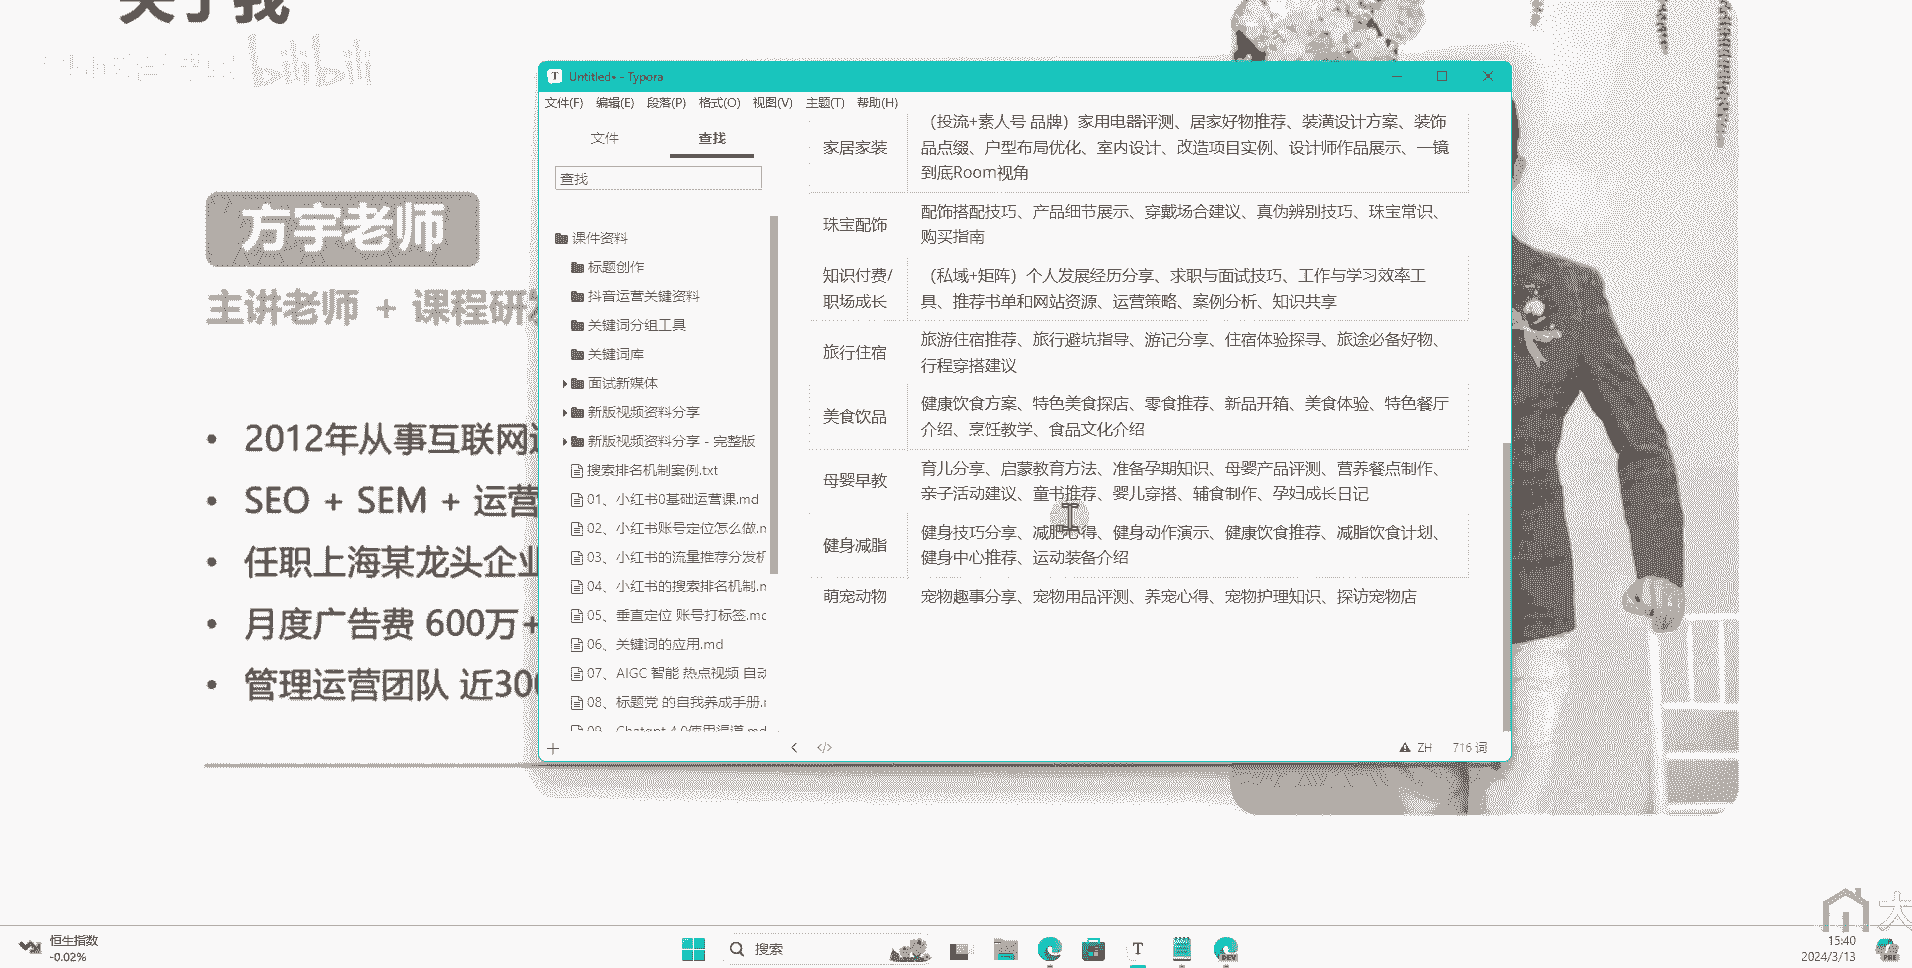 关于我
bilibili
方宇老师
主讲老师 + 课程研发
2012年从事互联网运
SEO + SEM + 运营
任职上海某龙头企业
月度广告费 600万+
管理运营团队 近300
Untitled• - Typora
文件(F) 编辑(E) 段落(P) 格式(O) 视图(V) 主题(T) 帮助(H)
文件 查找
查找
课件资料
标题创作
抖音运营关键资料
关键词分组工具
关键词库
面试新媒体
新版视频资料分享
新版视频资料分享 - 完整版
搜索排名机制案例.txt
01、小红书0基础运营课.md
02、小红书账号定位怎么做.m
03、小红书的流量推荐分发机
04、小红书的搜索排名机制.m
05、垂直定位 账号打标签.md
06、关键词的应用.md
07、AIGC 智能 热点视频 自动
08、标题党 的自我养成手册.m
09、Chatgpt 4.0使用渠道.md
家居家装
（投流+素人号 品牌）家用电器评测、居家好物推荐、装潢设计方案、装饰
品点缀、户型布局优化、室内设计、改造项目实例、设计师作品展示、一镜
到底Room视角
珠宝配饰
配饰搭配技巧、产品细节展示、穿戴场合建议、真伪辨别技巧、珠宝常识、
购买指南
知识付费/
职场成长
（私域+矩阵）个人发展经历分享、求职与面试技巧、工作与学习效率工
具、推荐书单和网站资源、运营策略、案例分析、知识共享
旅行住宿
旅游住宿推荐、旅行避坑指导、游记分享、住宿体验探寻、旅途必备好物、
行程穿搭建议
美食饮品
健康饮食方案、特色美食探店、零食推荐、新品开箱、美食体验、特色餐厅
介绍、烹饪教学、食品文化介绍
母婴早教
育儿分享、启蒙教育方法、准备孕期知识、母婴产品评测、营养餐点制作、
亲子活动建议、童书推荐、婴儿穿搭、辅食制作、孕妇成长日记
健身减脂
健身技巧分享、减肥心得、健身动作演示、健康饮食推荐、减脂饮食计划、
健身中心推荐、运动装备介绍
萌宠动物
宠物趣事分享、宠物用品评测、养宠心得、宠物护理知识、探访宠物店
ZH 716 词
恒生指数
-0.02%
搜索
T
DEV
大
15:40
2024/3/13
PRE